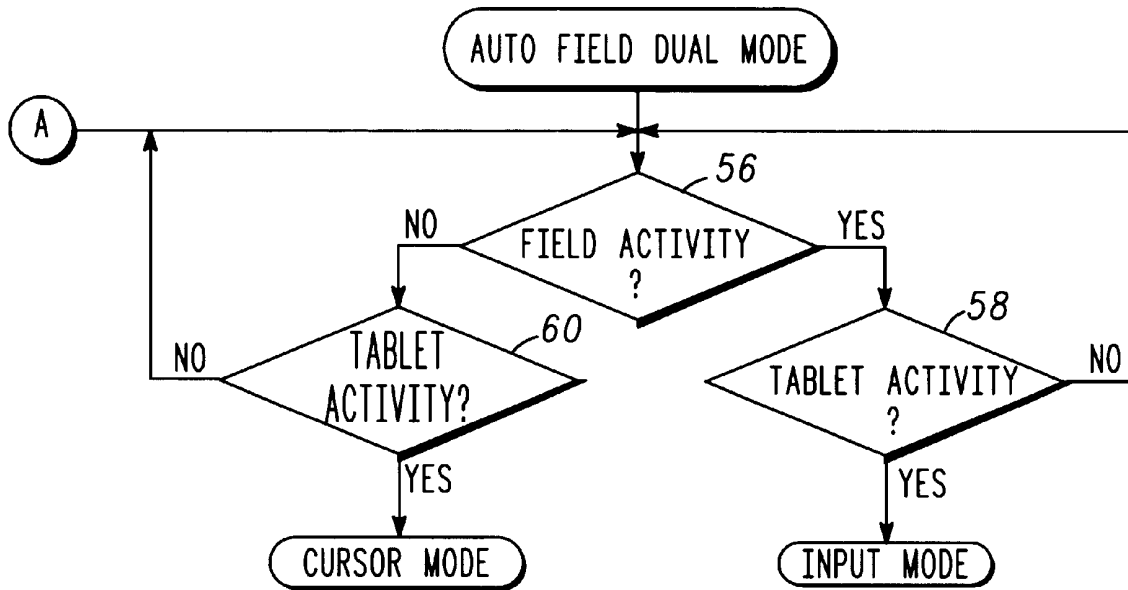 AUTO FIELD DUAL MODE
A
56
NO
FIELD ACTIVITY
?
YES
60
58
NO
TABLET
ACTIVITY?
TABLET ACTIVITY
?
NO
YES
YES
CURSOR MODE
INPUT MODE